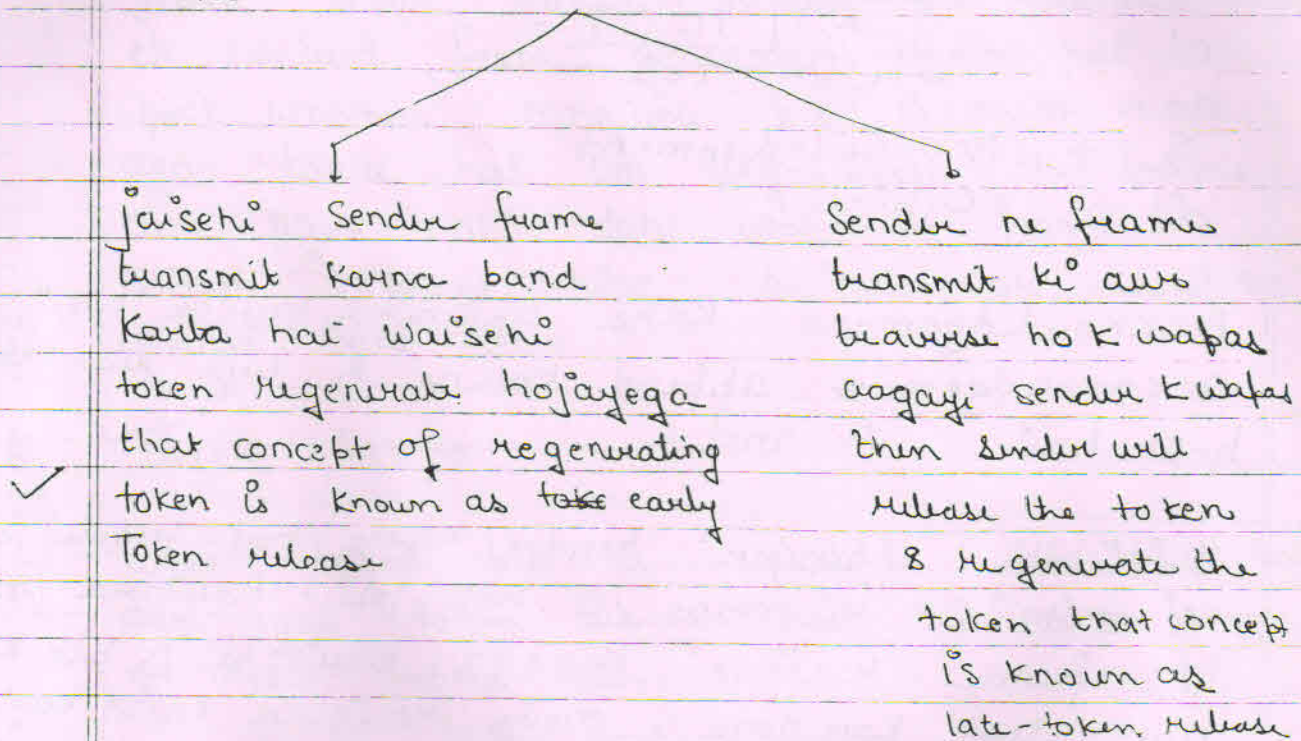 jaisehi Sender frame
transmit karna band
karta hai waisehi
token regenerate hojayega
that concept of regenerating
token is known as early
Token release
Sender ne frame
transmit ki aur
traverse ho k wapas
aagayi sender k wapas
then sender will
release the token
& regenerate the
token that concept
is known as
late-token release